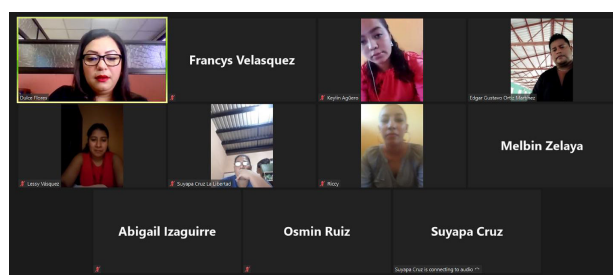 Dulce Flores
Francys Velasquez
Keylin Agüero
Edgar Gustavo Ortiz Martinez
Lessy Vásquez
Suyapa Cruz La Libertad
Riccy
Melbin Zelaya
Abigail Izaguirre
Osmin Ruiz
Suyapa Cruz
Suyapa Cruz is connecting to audio